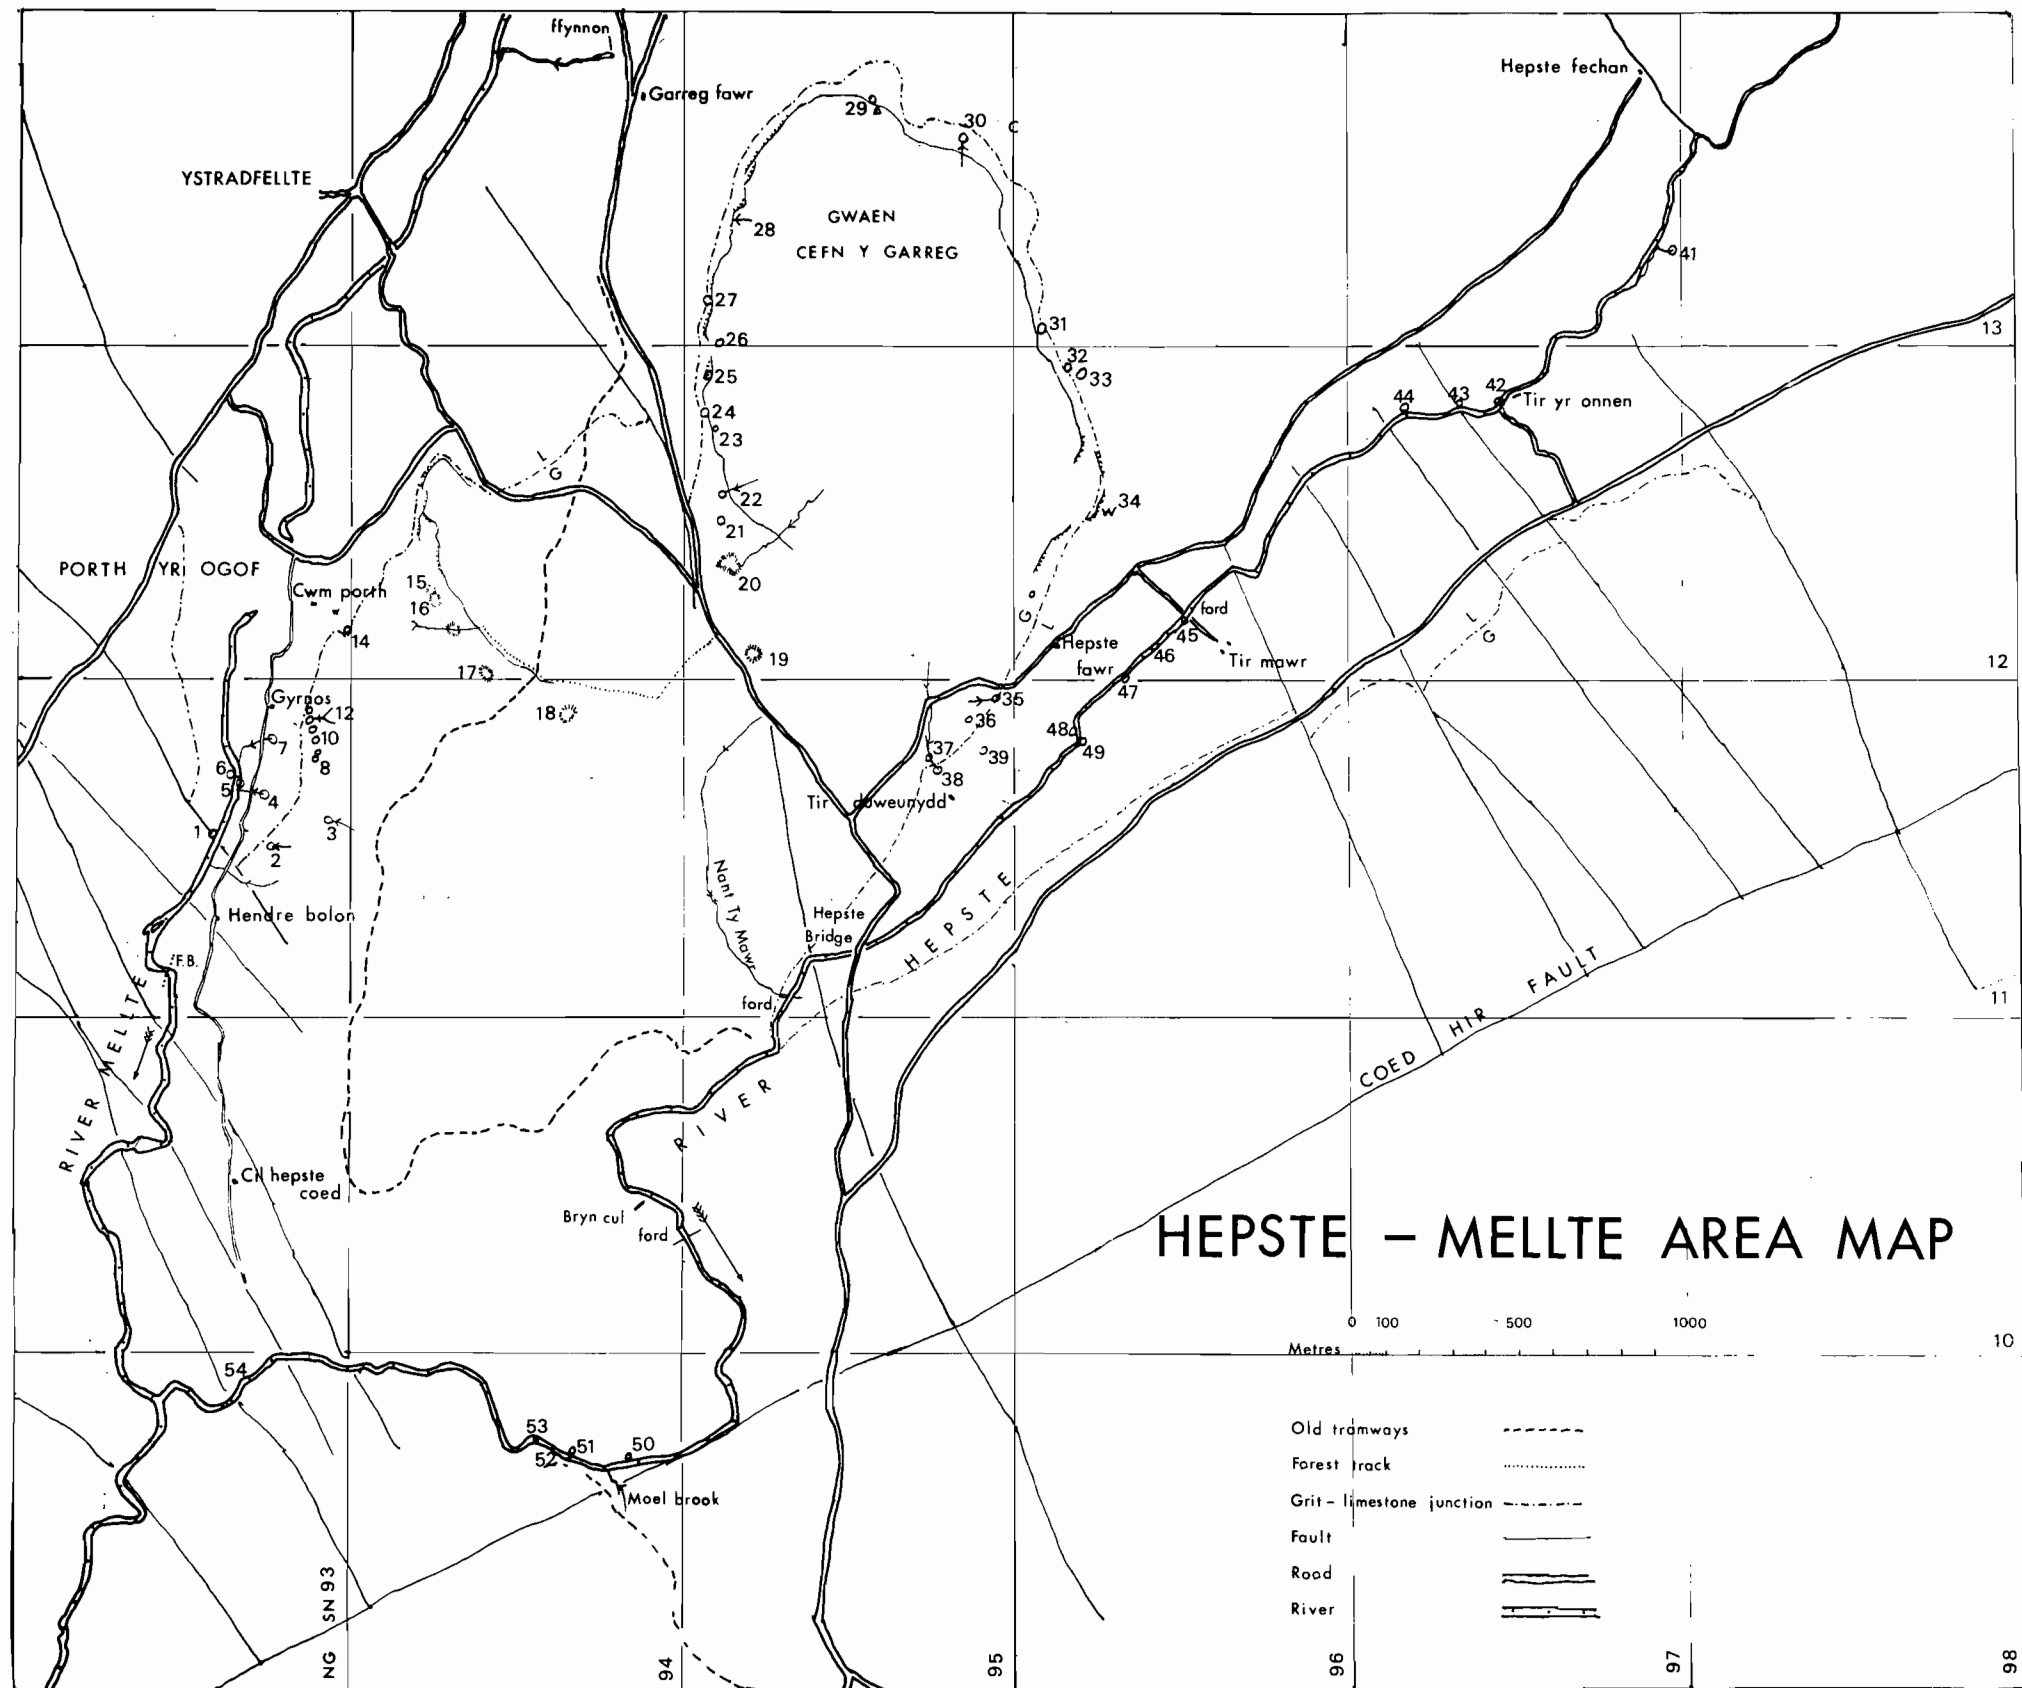 ffynnon
Garreg fawr
Hepste fechan
29
30
YSTRADFELLTE
GWAEN
CEFN Y GARREG
28
41
27
26
25
24
23
22
21
20
31
32
33
34
13
44
43
42
Tir yr onnen
L
G
PORTH YR OGOF
Cwm porth
14
15
16
17
18
19
G
L
Hepste
fawr
ford
45
46
47
Tir mawr
L
G
12
Gyrnos
12
10
8
7
6
5
4
3
2
1
35
36
37
38
39
48
49
Tir duweunydd
Nant Ty Mawr
Hendre bolon
F.B.
Hepste
Bridge
ford
RIVER HEPSTE
RIVER MELLTE
COED HIR FAULT
11
Cil hepste
coed
Bryn cul
ford
HEPSTE – MELLTE AREA MAP
0 100 500 1000
Metres
10
54
53
52
51
50
Moel brook
Old tramways
Forest track
Grit – limestone junction
Fault
Road
River
NG SN 93
94
95
96
97
98